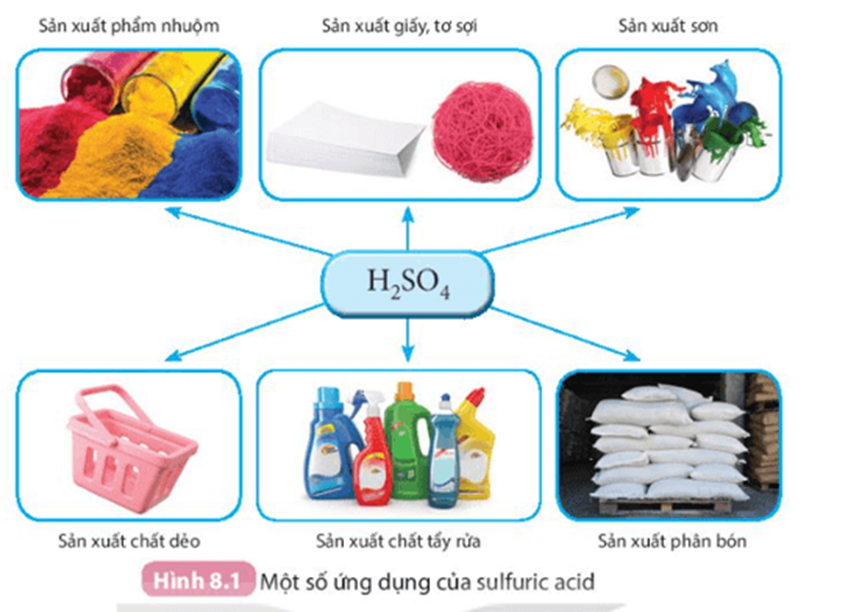 Sản xuất phẩm nhuộm
Sản xuất giấy, tơ sợi
Sản xuất sơn
H₂SO₄
Sản xuất chất dẻo
Sản xuất chất tẩy rửa
Sản xuất phân bón
Hình 8.1 Một số ứng dụng của sulfuric acid